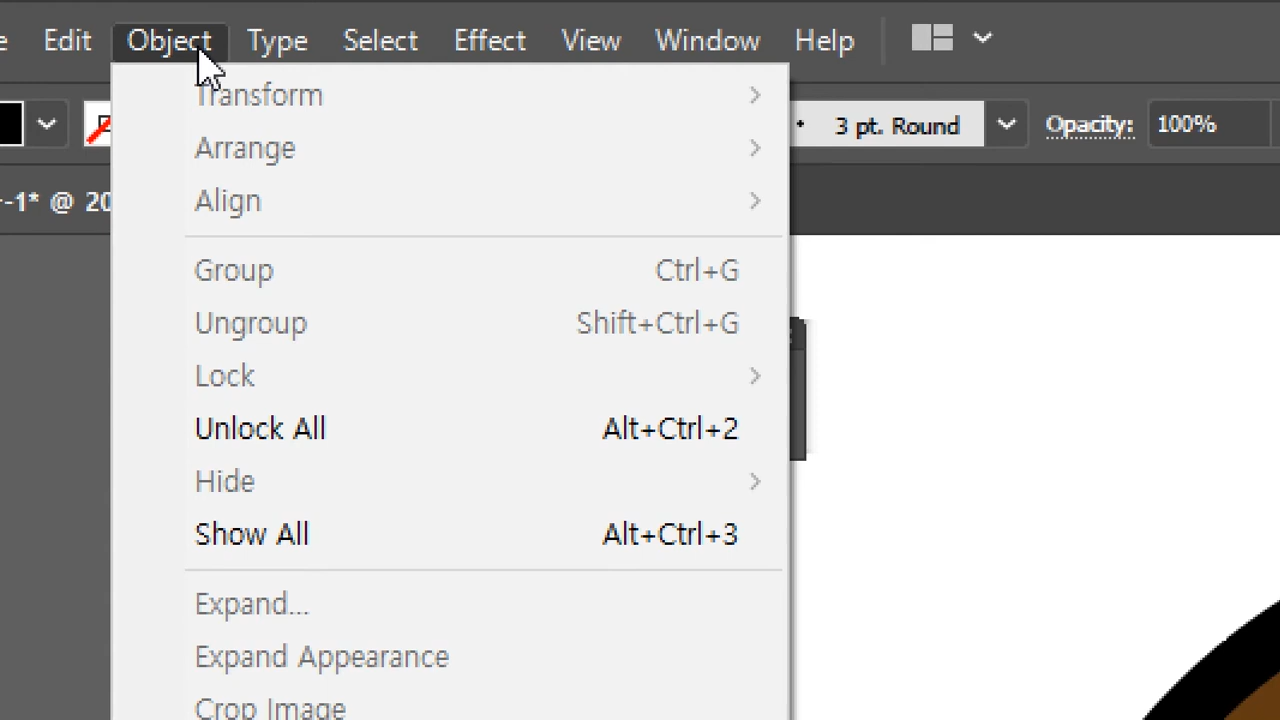 Edit Object Type Select Effect View Window Help
3 pt. Round Opacity: 100%
Transform
Arrange
-1* @ 20
Align
Group Ctrl+G
Ungroup Shift+Ctrl+G
Lock
Unlock All Alt+Ctrl+2
Hide
Show All Alt+Ctrl+3
Expand...
Expand Appearance
Crop Image